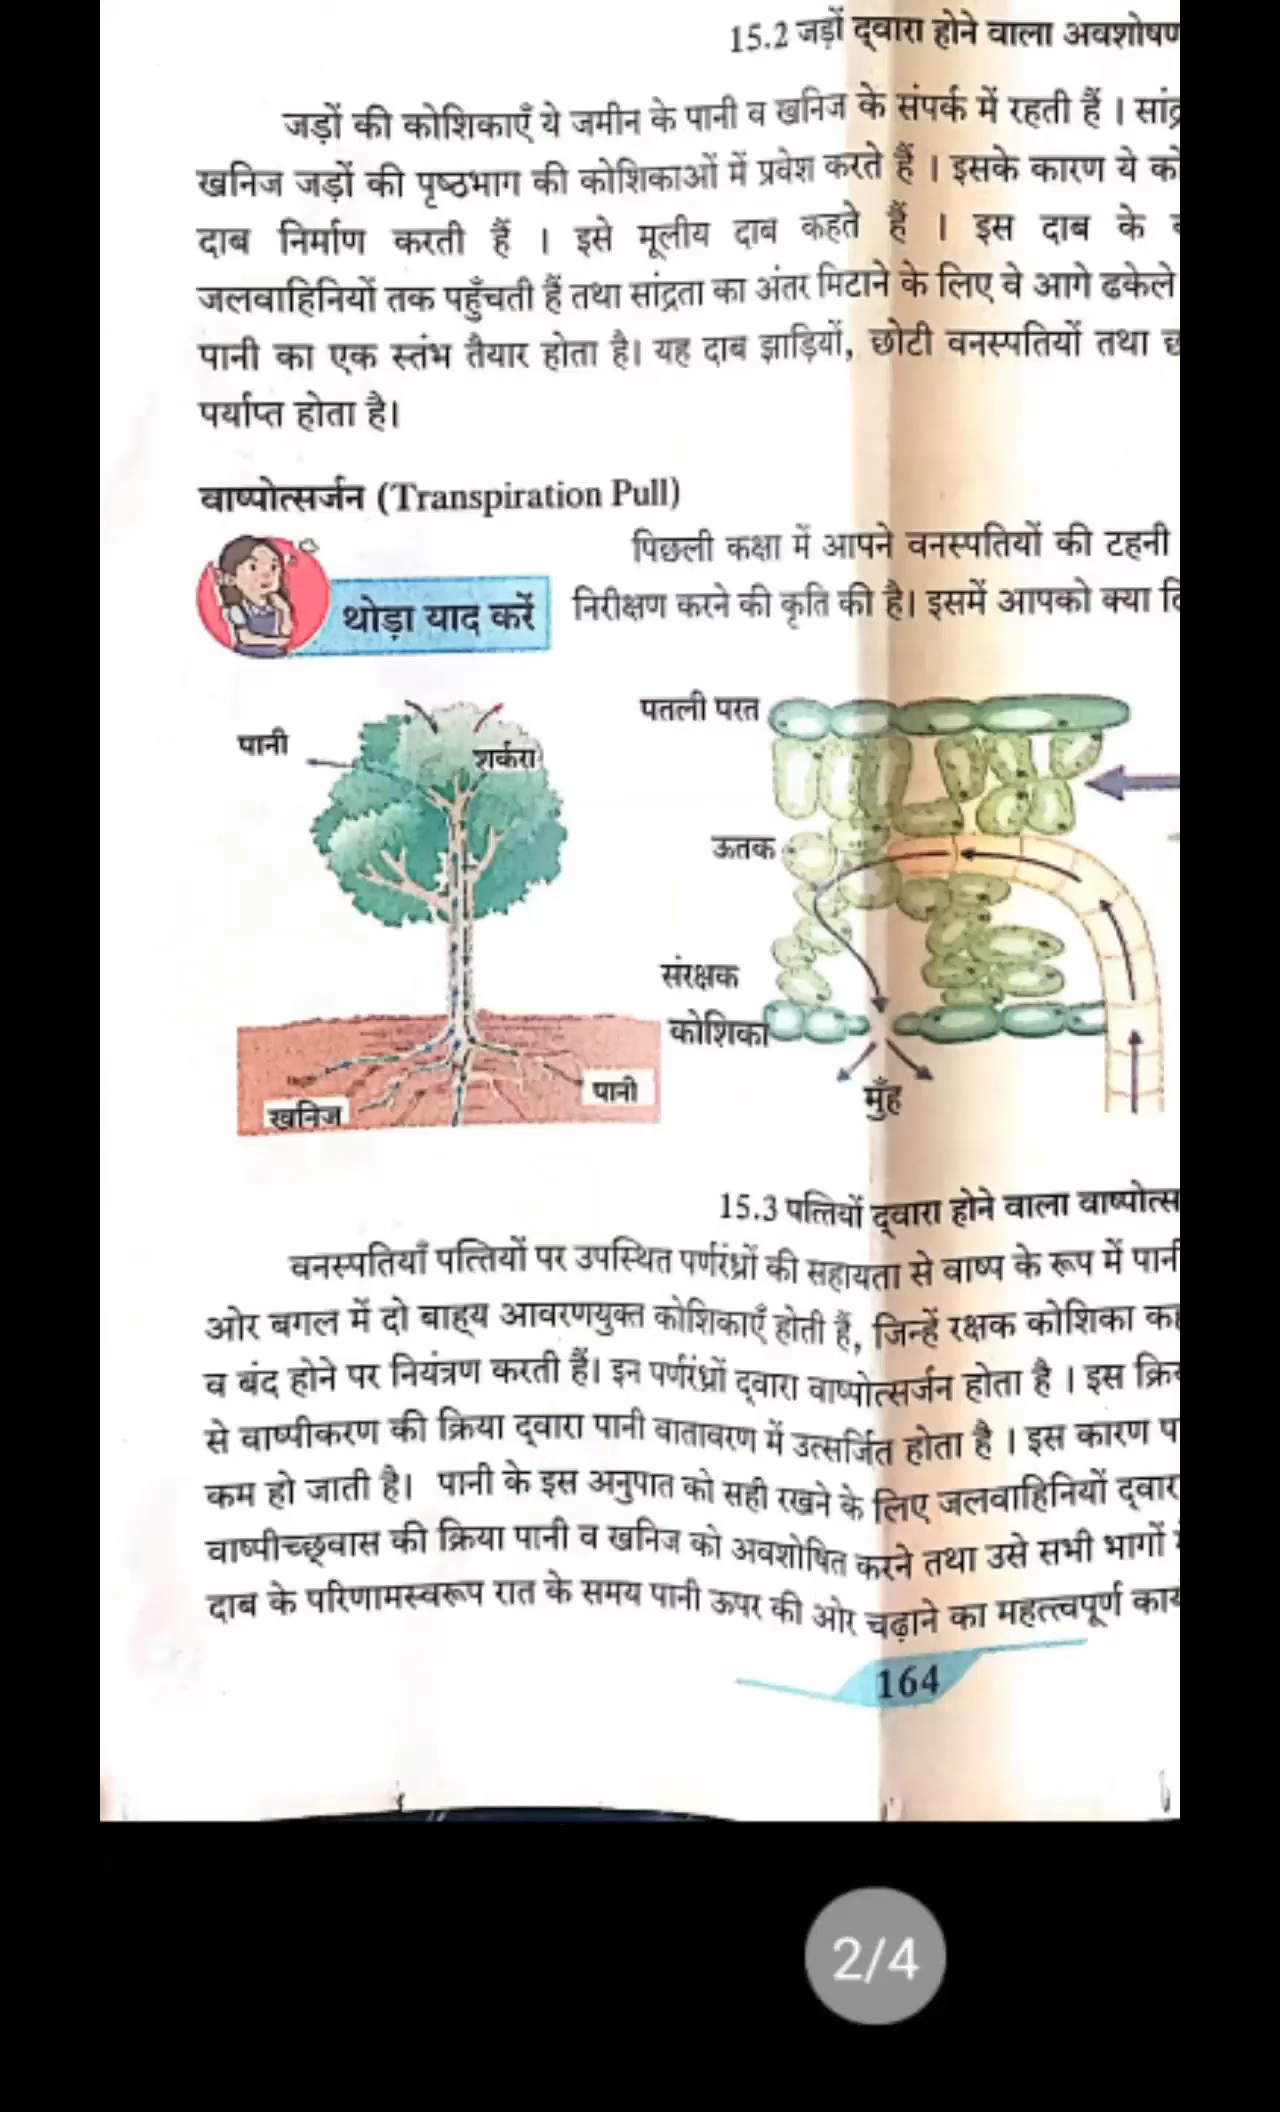 15.2 जड़ों द्वारा होने वाला अवशोषण
जड़ों की कोशिकाएँ ये जमीन के पानी व खनिज के संपर्क में रहती हैं । सांद्र
खनिज जड़ों की पृष्ठभाग की कोशिकाओं में प्रवेश करते हैं । इसके कारण ये को
दाब निर्माण करती हैं । इसे मूलीय दाब कहते हैं । इस दाब के
जलवाहिनियों तक पहुँचती हैं तथा सांद्रता का अंतर मिटाने के लिए वे आगे ढकेले
पानी का एक स्तंभ तैयार होता है। यह दाब झाड़ियों, छोटी वनस्पतियों तथा छ
पर्याप्त होता है।
वाष्पोत्सर्जन (Transpiration Pull)
पिछली कक्षा में आपने वनस्पतियों की टहनी
थोड़ा याद करें
निरीक्षण करने की कृति की है। इसमें आपको क्या दि
पतली परत
पानी
शर्करा
ऊतक
संरक्षक
कोशिका
पानी
खनिज
मुँह
15.3 पत्तियों द्वारा होने वाला वाष्पोत्स
वनस्पतियाँ पत्तियों पर उपस्थित पर्णरंध्रों की सहायता से वाष्प के रूप में पानी
ओर बगल में दो बाह्य आवरणयुक्त कोशिकाएँ होती हैं, जिन्हें रक्षक कोशिका कह
व बंद होने पर नियंत्रण करती हैं। इन पर्णरंध्रों द्वारा वाष्पोत्सर्जन होता है । इस क्रि
से वाष्पीकरण की क्रिया द्वारा पानी वातावरण में उत्सर्जित होता है । इस कारण प
कम हो जाती है। पानी के इस अनुपात को सही रखने के लिए जलवाहिनियों द्वार
वाष्पीच्छ्वास की क्रिया पानी व खनिज को अवशोषित करने तथा उसे सभी भागों
दाब के परिणामस्वरूप रात के समय पानी ऊपर की ओर चढ़ाने का महत्त्वपूर्ण कार्य
164
2/4